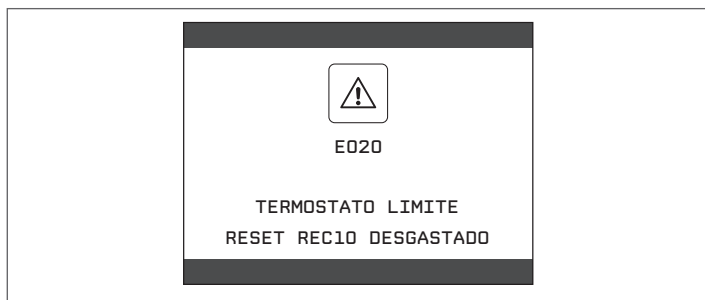 E020
TERMOSTATO LIMITE
RESET REC10 DESGASTADO